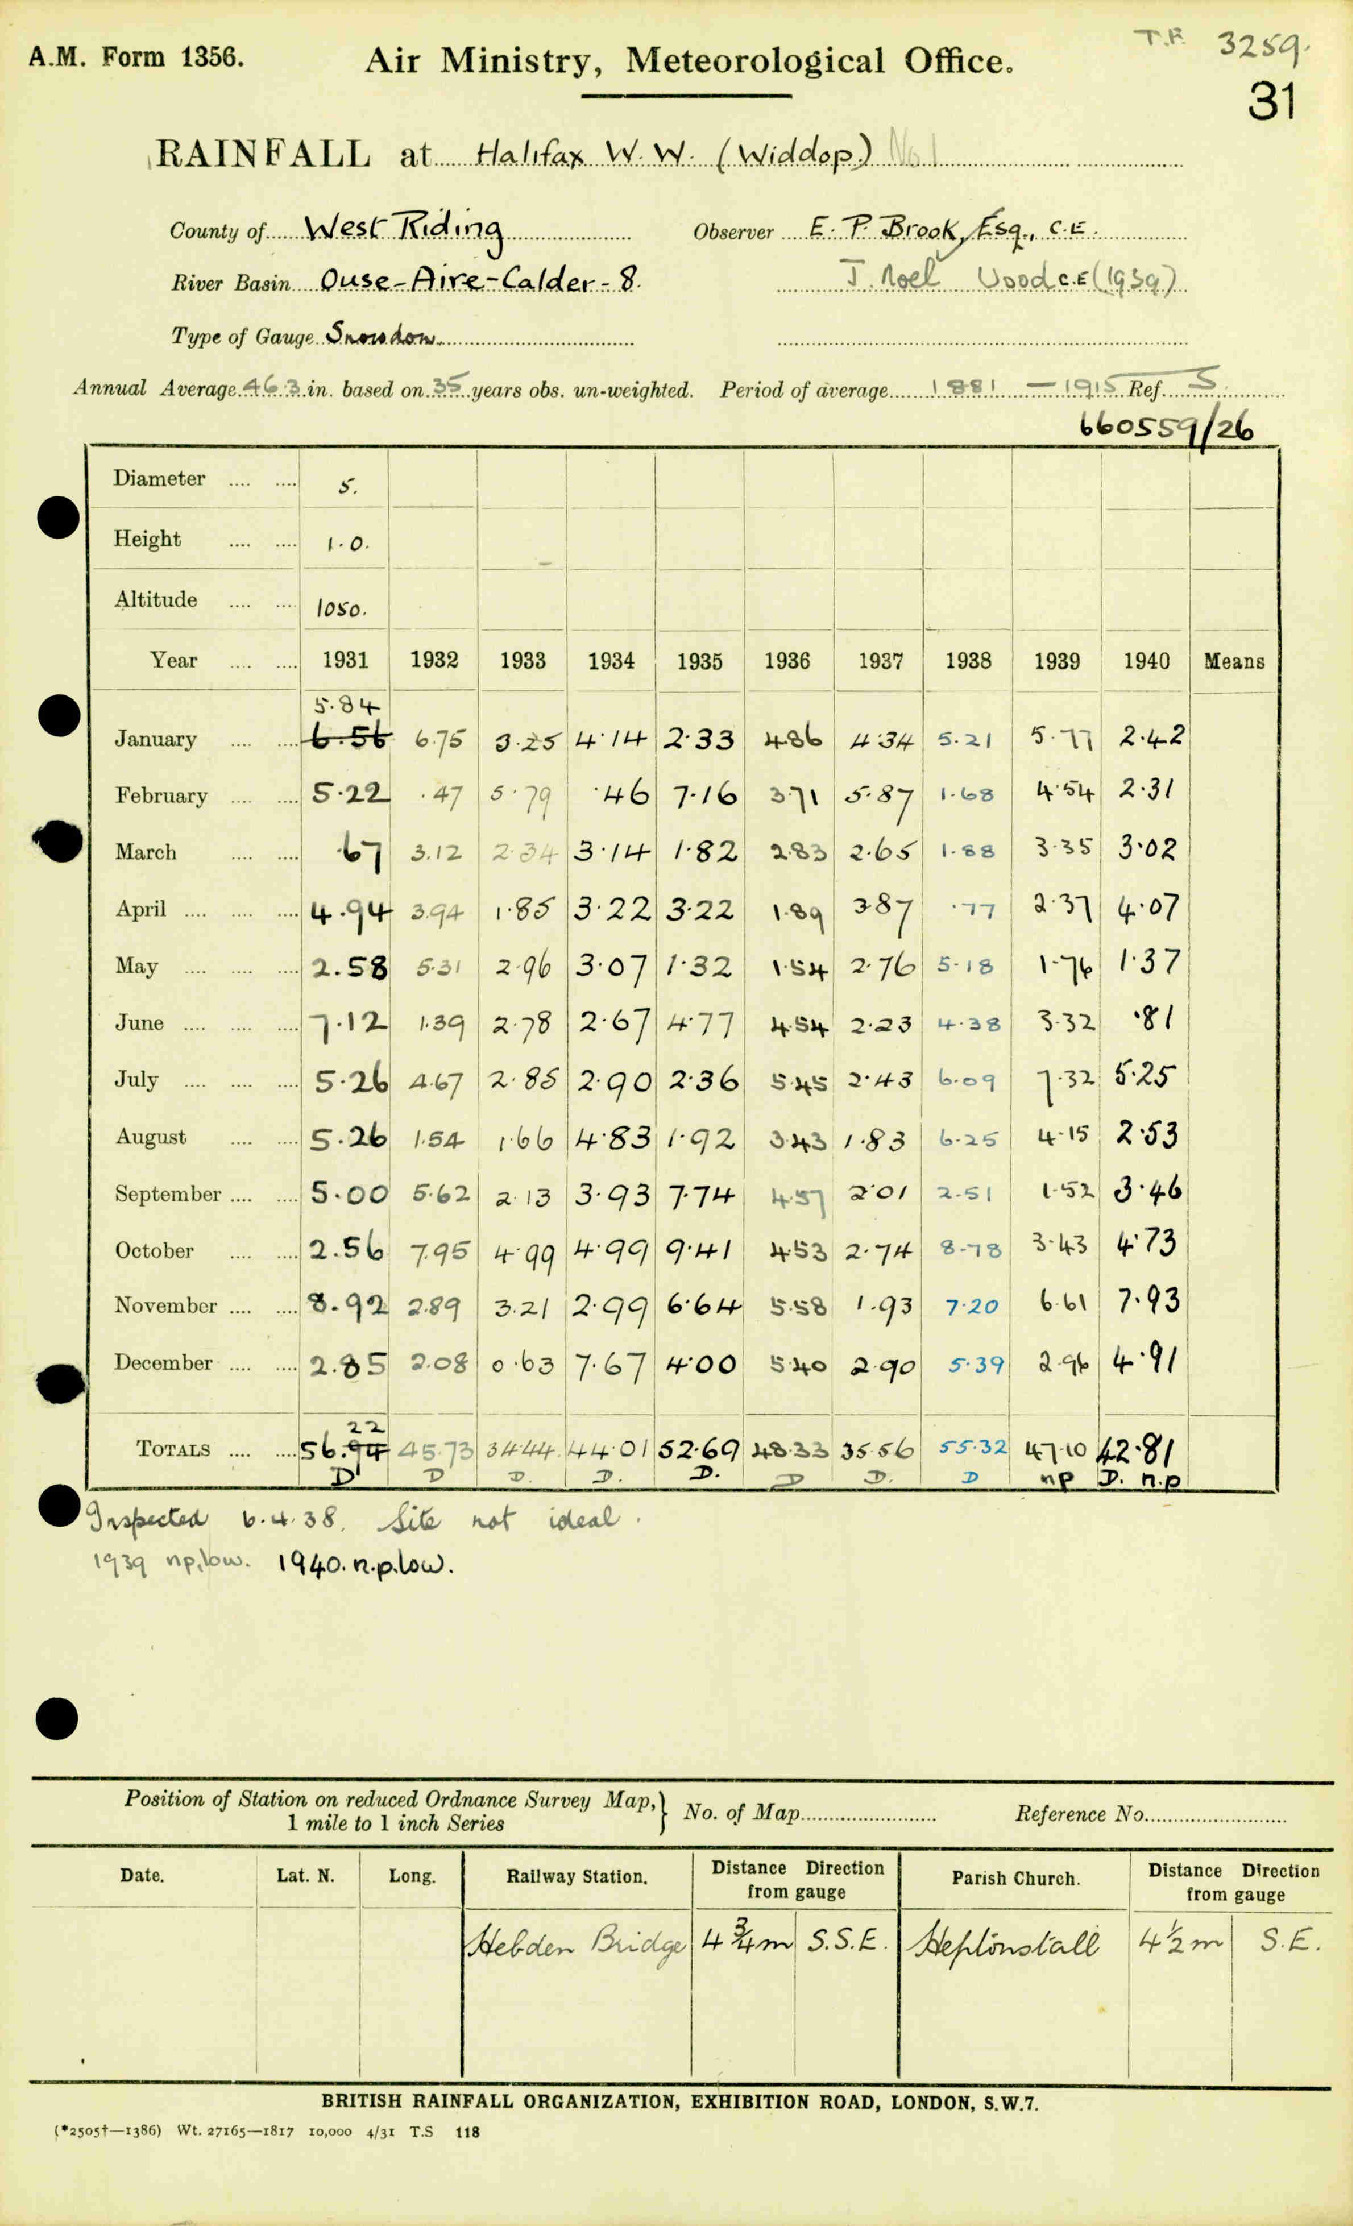 T.R. 3259.
A.M. Form 1356. Air Ministry, Meteorological Office.
31
RAINFALL at Halifax W. W. (Widdop) No 1
County of West Riding Observer E. P. Brook, Esq., C.E.
River Basin Ouse-Aire-Calder-8. J. Noel Wood C.E (1939)
Type of Gauge Snowdon
Annual Average 46.3 in. based on 35 years obs. un-weighted. Period of average 1881 — 1915 Ref. S.
660559/26
Diameter 5.
Height 1.0.
Altitude 1050.
Year 1931 1932 1933 1934 1935 1936 1937 1938 1939 1940 Means
5.84
January 6.56 6.75 3.25 4.14 2.33 4.86 4.34 5.21 5.77 2.42
February 5.22 .47 5.79 .46 7.16 3.71 5.87 1.68 4.54 2.31
March .67 3.12 2.34 3.14 1.82 2.83 2.65 1.88 3.35 3.02
April 4.94 3.94 1.85 3.22 3.22 1.89 3.87 .77 2.37 4.07
May 2.58 5.31 2.96 3.07 1.32 1.54 2.76 5.18 1.76 1.37
June 7.12 1.39 2.78 2.67 4.77 4.54 2.23 4.38 3.32 .81
July 5.26 4.67 2.85 2.90 2.36 5.45 2.43 6.09 7.32 5.25
August 5.26 1.54 1.66 4.83 1.92 3.43 1.83 6.25 4.15 2.53
September 5.00 5.62 2.13 3.93 7.74 4.57 2.01 2.51 1.52 3.46
October 2.56 7.95 4.99 4.99 9.41 4.53 2.74 8.78 3.43 4.73
November 8.92 2.89 3.21 2.99 6.64 5.58 1.93 7.20 6.61 7.93
December 2.85 2.08 0.63 7.67 4.00 5.40 2.90 5.39 2.96 4.91
22
TOTALS 56.94 45.73 34.44 44.01 52.69 48.33 35.56 55.32 47.10 42.81
D D D. D. D. D D. D np D. n.p
Inspected 6.4.38. Site not ideal.
1939 np. low. 1940. n.p. low.
Position of Station on reduced Ordnance Survey Map,} No. of Map Reference No.
1 mile to 1 inch Series
Date. Lat. N. Long. Railway Station. Distance Direction from gauge Parish Church. Distance Direction from gauge
Hebden Bridge 4 3/4 m S.S.E. Heptonstall 4 1/2 m S.E.
BRITISH RAINFALL ORGANIZATION, EXHIBITION ROAD, LONDON, S.W.7.
(*2505†—1386) Wt. 27165—1817 10,000 4/31 T.S 118